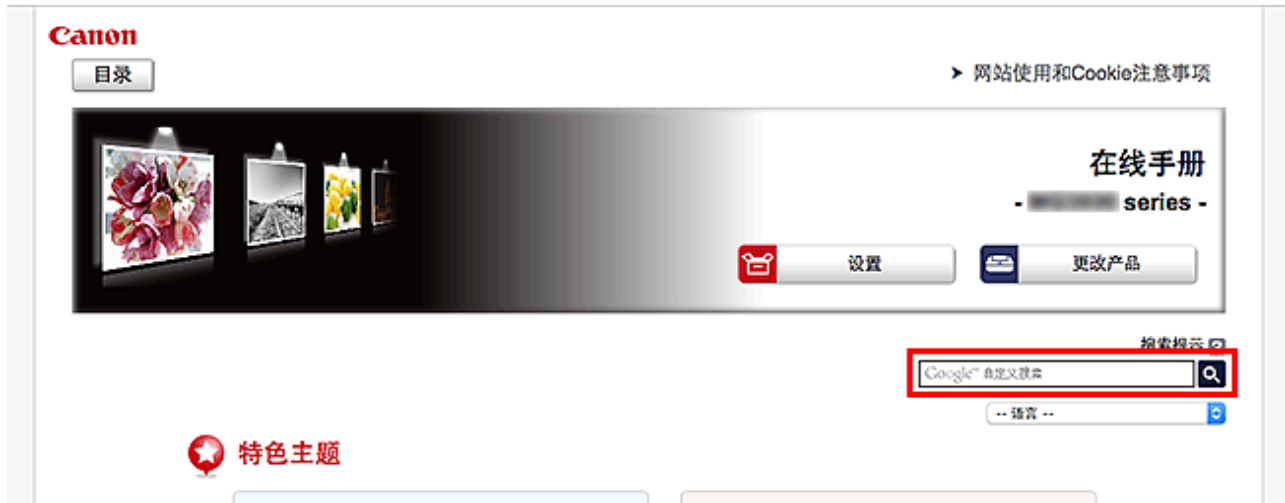 Canon
目录
网站使用和Cookie注意事项
在线手册
- series -
设置
更改产品
搜索提示
Google™ 自定义搜索
-- 语言 --
特色主题